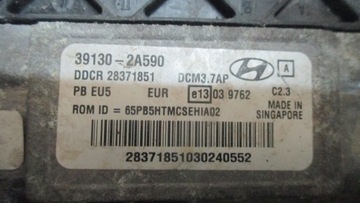 39130-2A590
DDCR 28371851 DCM3.7AP A
PB EU5 EUR e13 03 9762 C2.3
ROM ID = 65PB5HTMCSEHIA02 MADE IN
SINGAPORE
28371851030240552